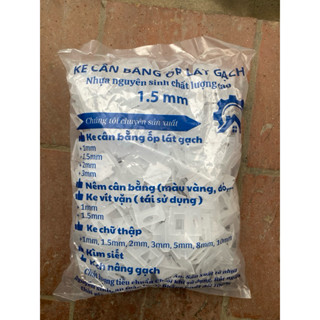 KE CÂN BẰNG ỐP LÁT GẠCH
Nhựa nguyên sinh chất lượng cao
1.5 mm
Chúng tôi chuyên sản xuất
Ke cân bằng ốp lát gạch
+1mm
+1.5mm
+2mm
+3mm
Nêm cân bằng (màu vàng,
Ke vít vặn ( tái sử dụng )
+1mm
+1.5mm
Ke chữ thập
+1mm, 1.5mm, 2mm, 3mm, 5mm, 8mm, 10mm
Kìm siết
nâng gạch